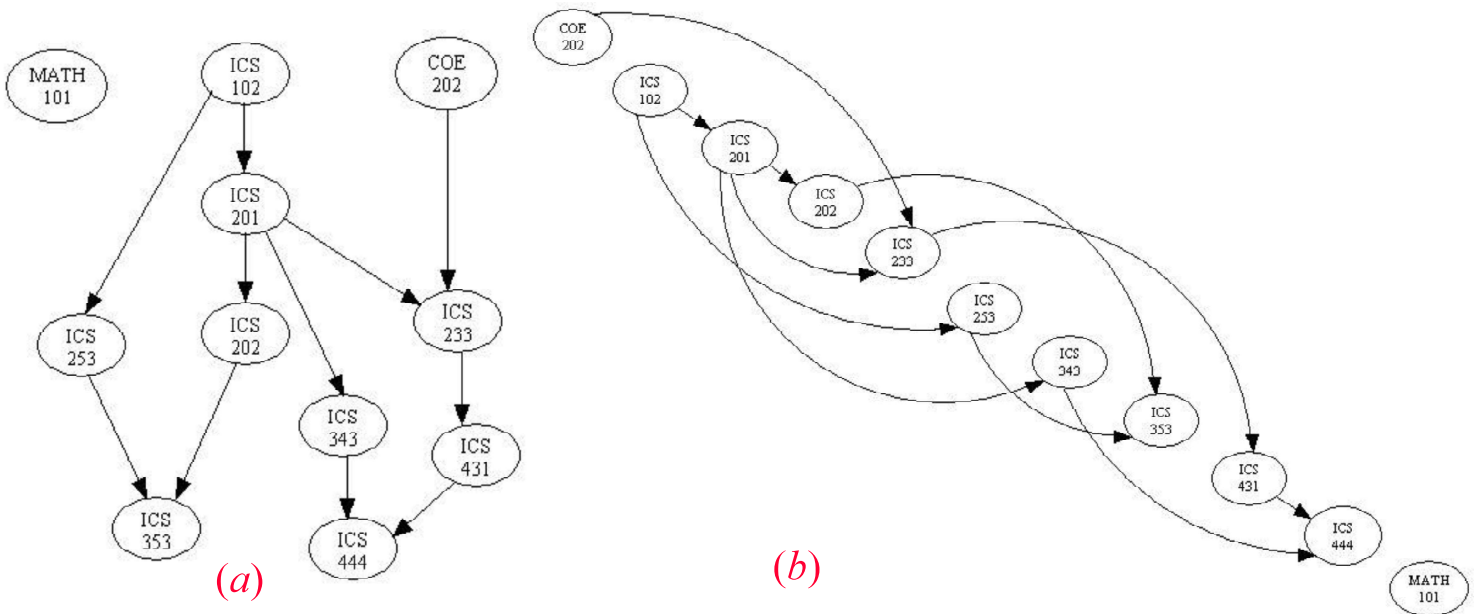 MATH
101
ICS
102
COE
202
ICS
201
ICS
253
ICS
202
ICS
233
ICS
343
ICS
431
ICS
353
ICS
444
(a)
COE
202
ICS
102
ICS
201
ICS
202
ICS
233
ICS
253
ICS
343
ICS
353
ICS
431
ICS
444
MATH
101
(b)